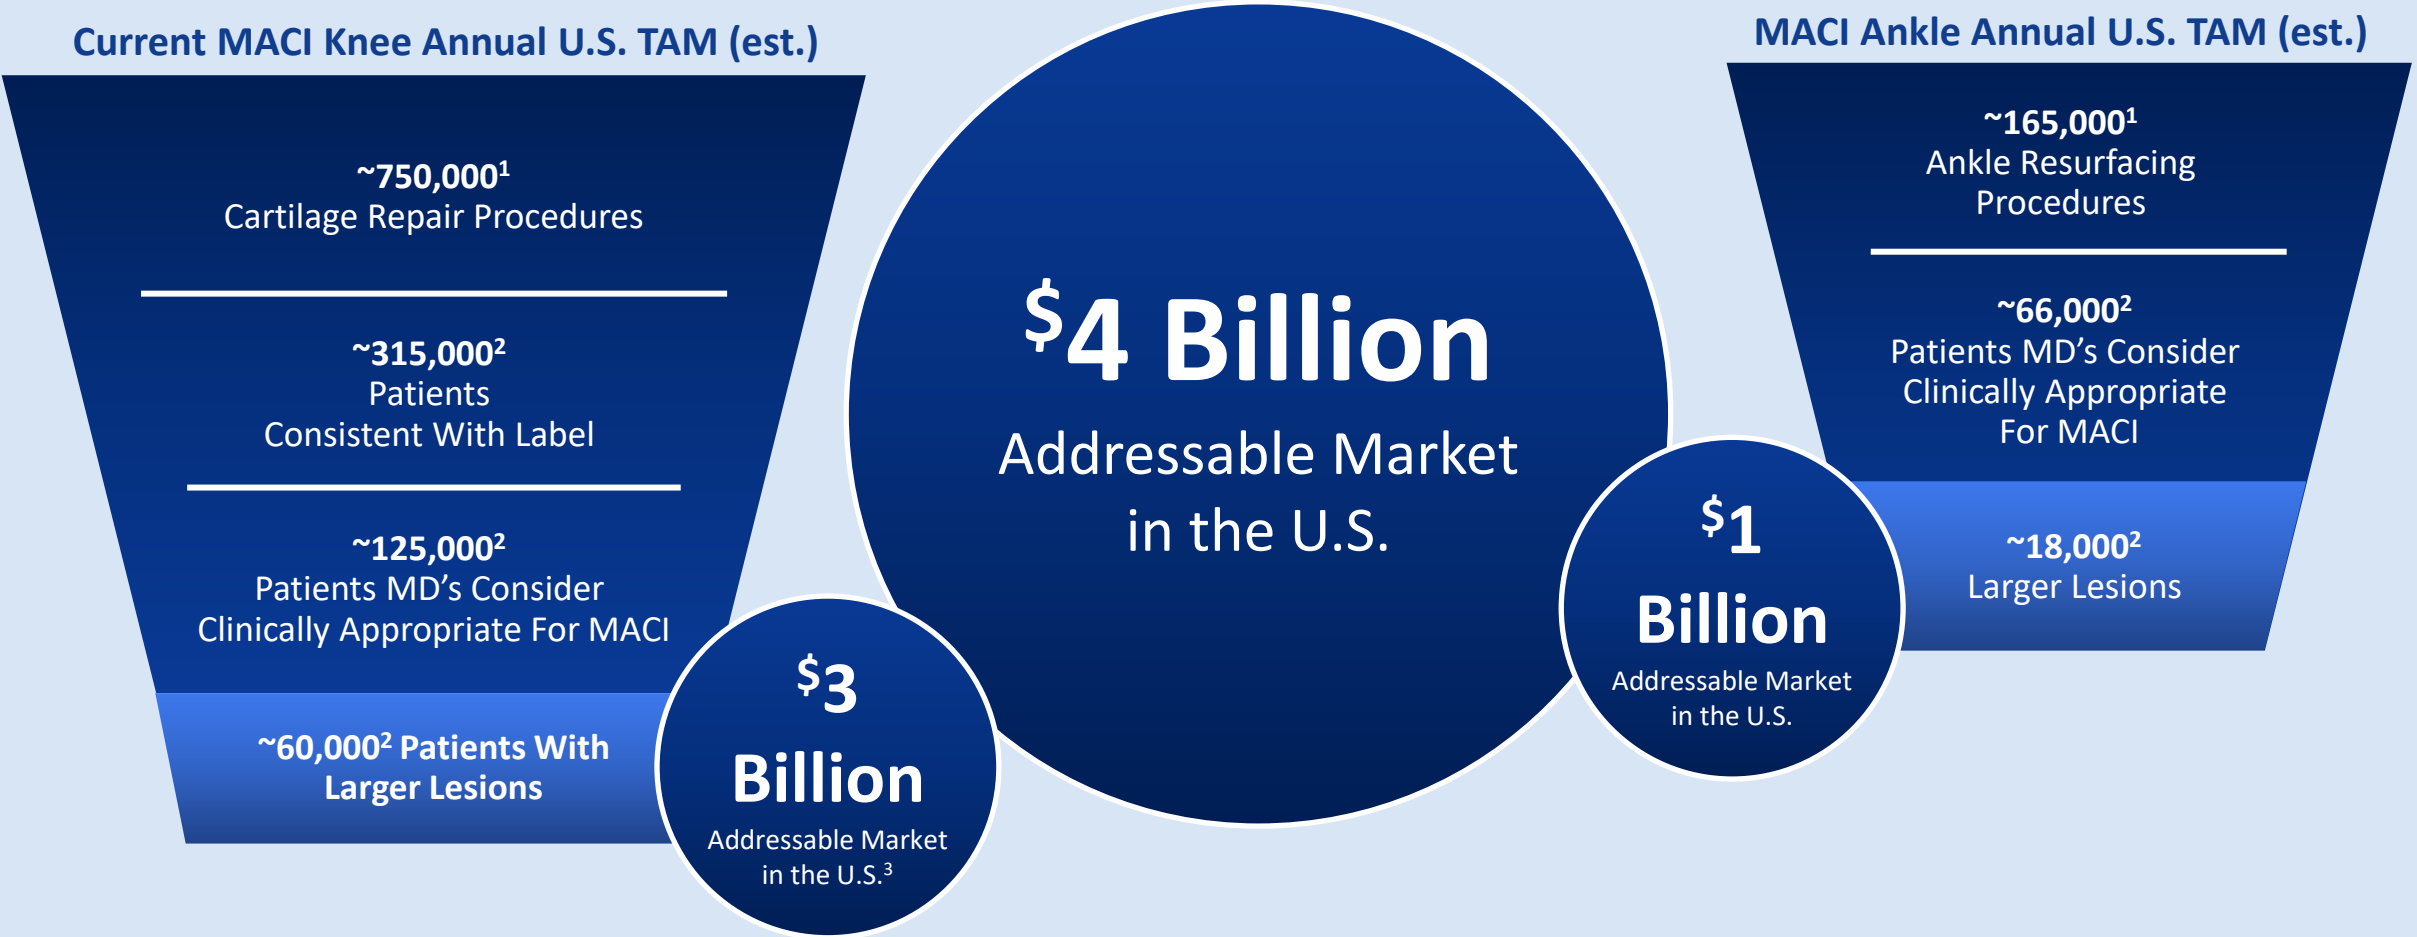 Current MACI Knee Annual U.S. TAM (est.)
~750,000¹
Cartilage Repair Procedures
~315,000²
Patients
Consistent With Label
~125,000²
Patients MD’s Consider
Clinically Appropriate For MACI
~60,000² Patients With
Larger Lesions
$3
Billion
Addressable Market
in the U.S.³
$4 Billion
Addressable Market
in the U.S.
MACI Ankle Annual U.S. TAM (est.)
~165,000¹
Ankle Resurfacing
Procedures
~66,000²
Patients MD’s Consider
Clinically Appropriate
For MACI
~18,000²
Larger Lesions
$1
Billion
Addressable Market
in the U.S.